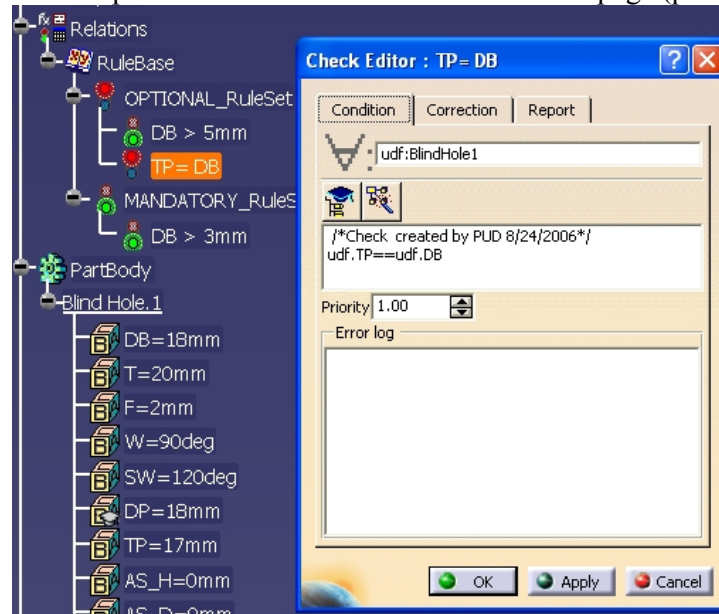 Relations
RuleBase
OPTIONAL_RuleSet
DB > 5mm
TP= DB
MANDATORY_RuleS
DB > 3mm
PartBody
Blind Hole.1
DB=18mm
T=20mm
F=2mm
W=90deg
SW=120deg
DP=18mm
TP=17mm
AS_H=0mm
AS_D=0mm
Check Editor : TP= DB
Condition
Correction
Report
udf:BlindHole1
/*Check created by PUD 8/24/2006*/
udf.TP==udf.DB
Priority 1.00
Error log
OK
Apply
Cancel